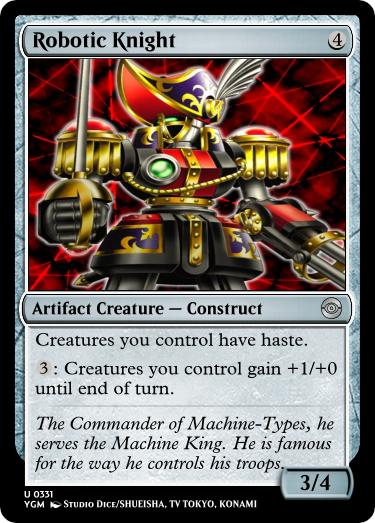 Robotic Knight 4
Artifact Creature — Construct
Creatures you control have haste.
3: Creatures you control gain +1/+0
until end of turn.
The Commander of Machine-Types, he
serves the Machine King. He is famous
for the way he controls his troops.
3/4
U 0331
YGM Studio Dice/SHUEISHA, TV TOKYO, KONAMI